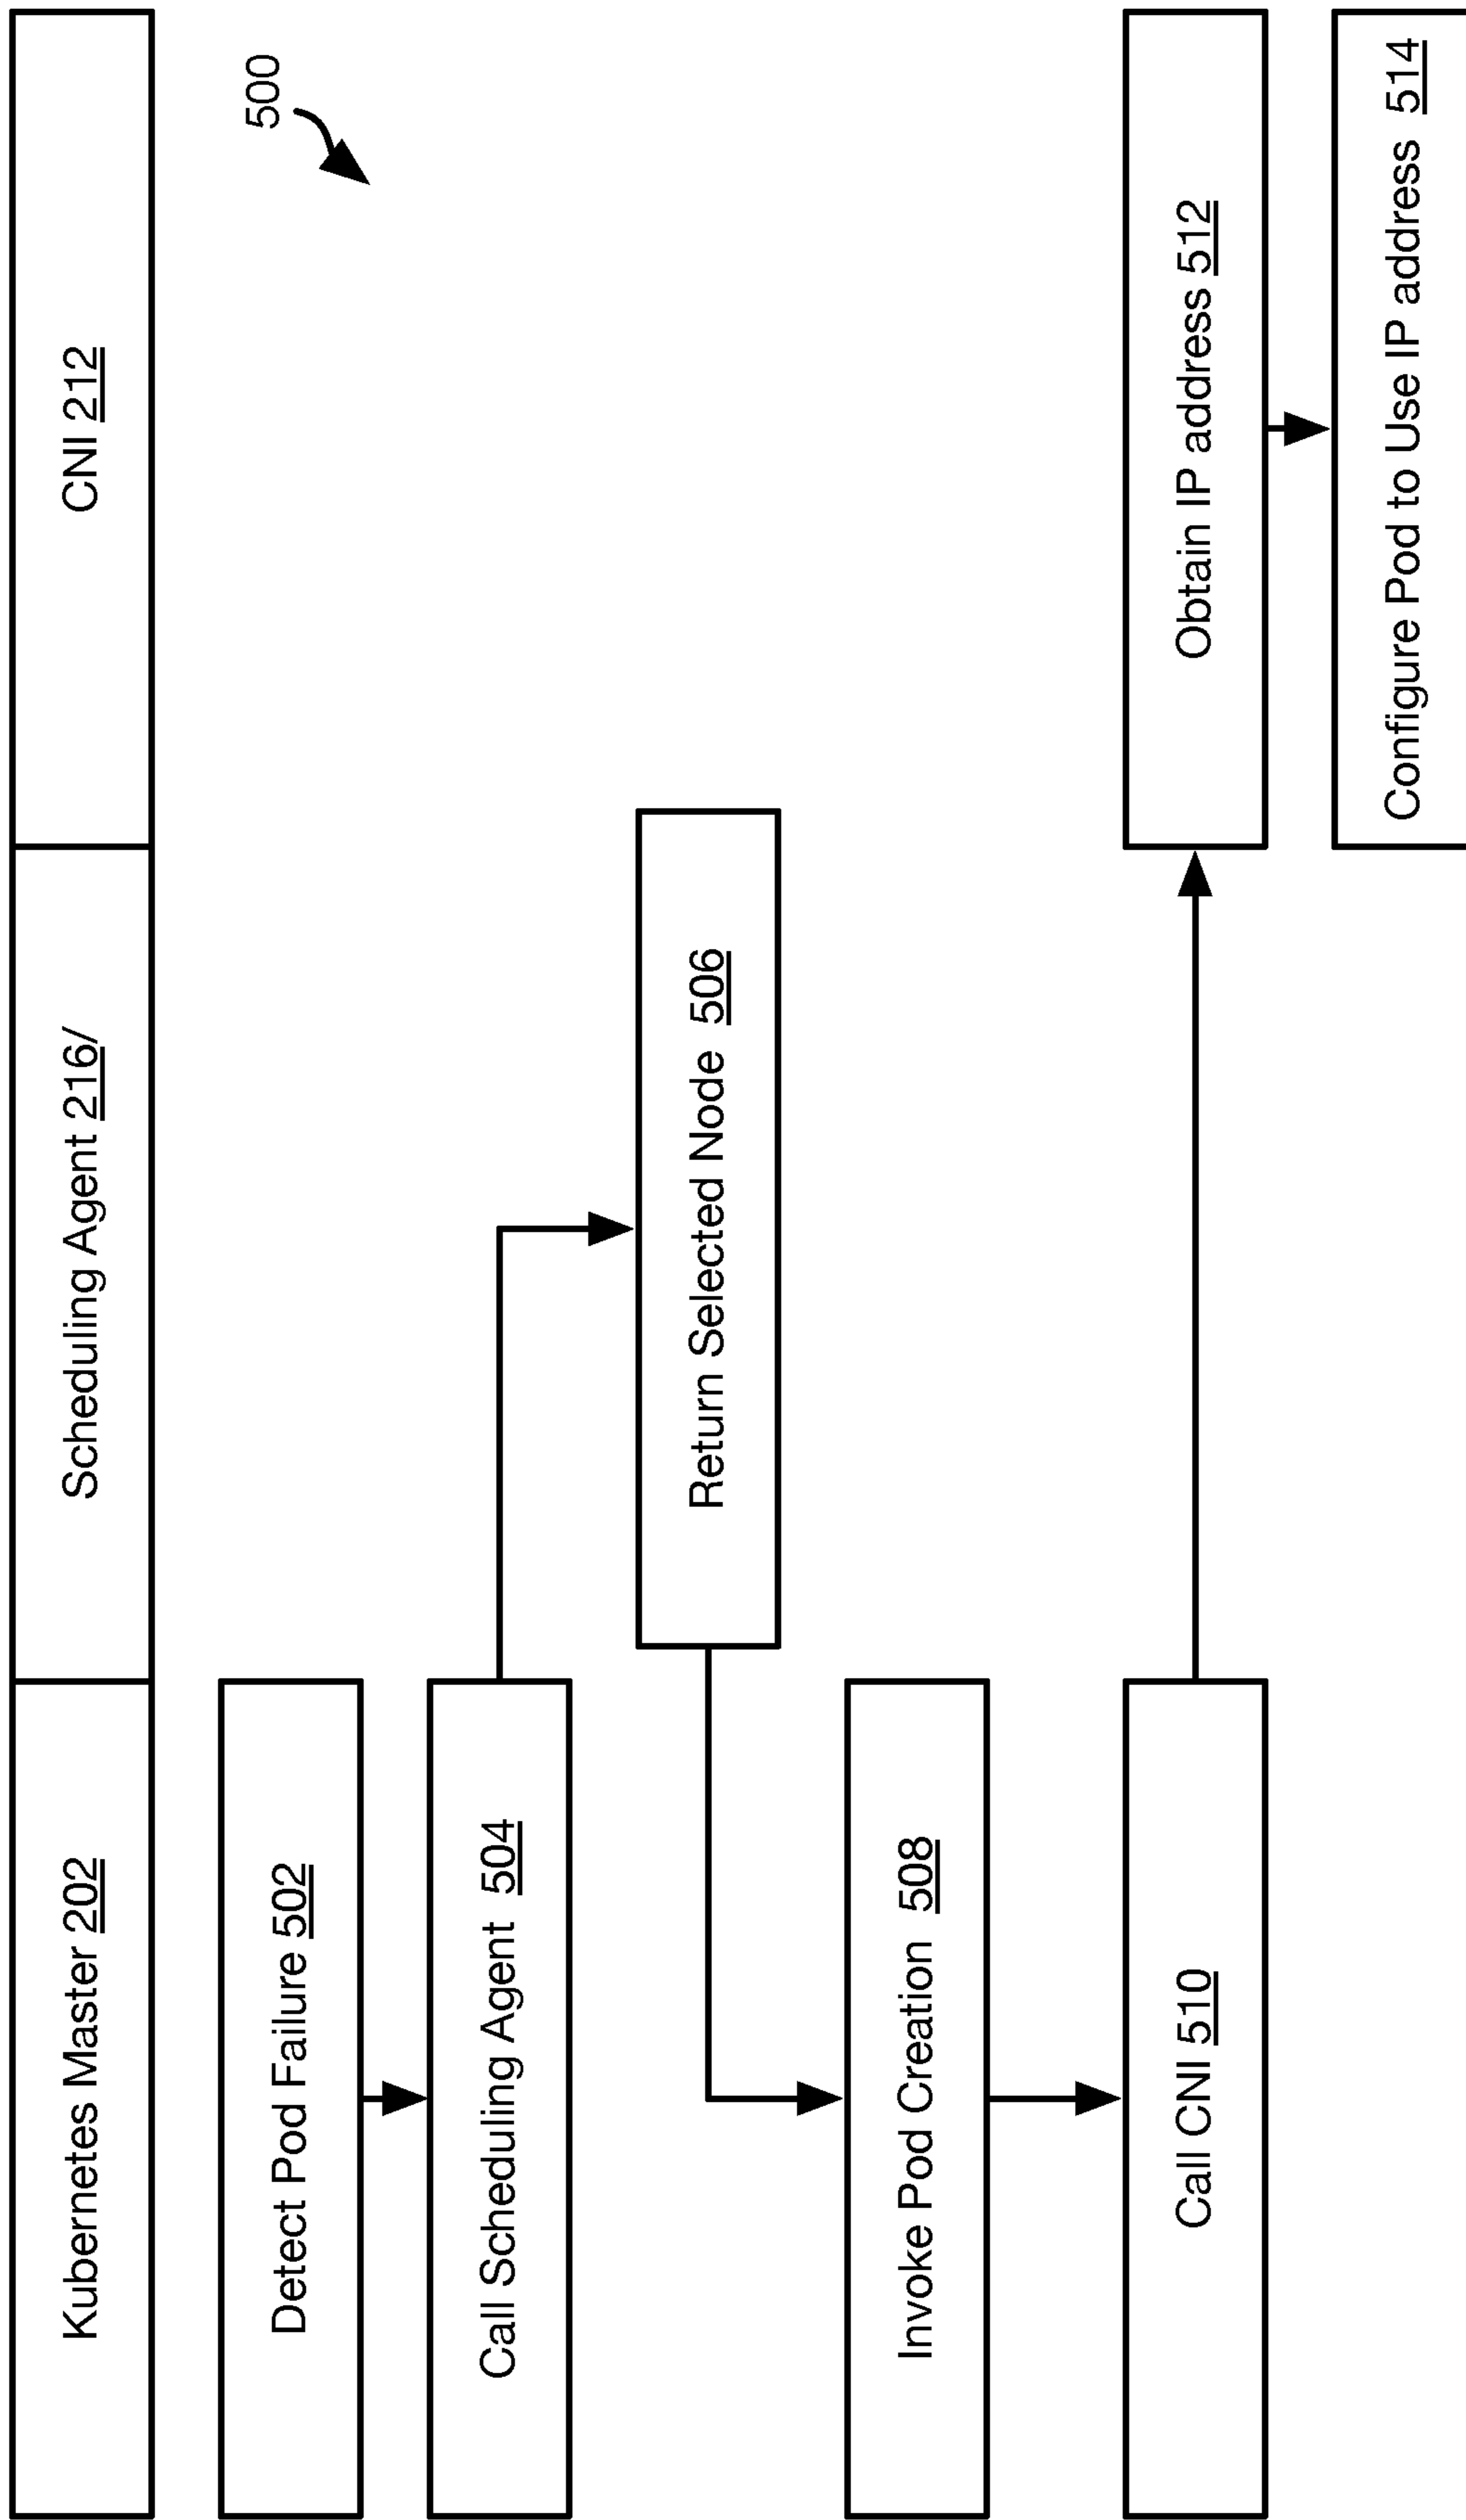 Kubernetes Master 202
Scheduling Agent 216/
CNI 212
500
Detect Pod Failure 502
Call Scheduling Agent 504
Return Selected Node 506
Invoke Pod Creation 508
Call CNI 510
Obtain IP address 512
Configure Pod to Use IP address 514